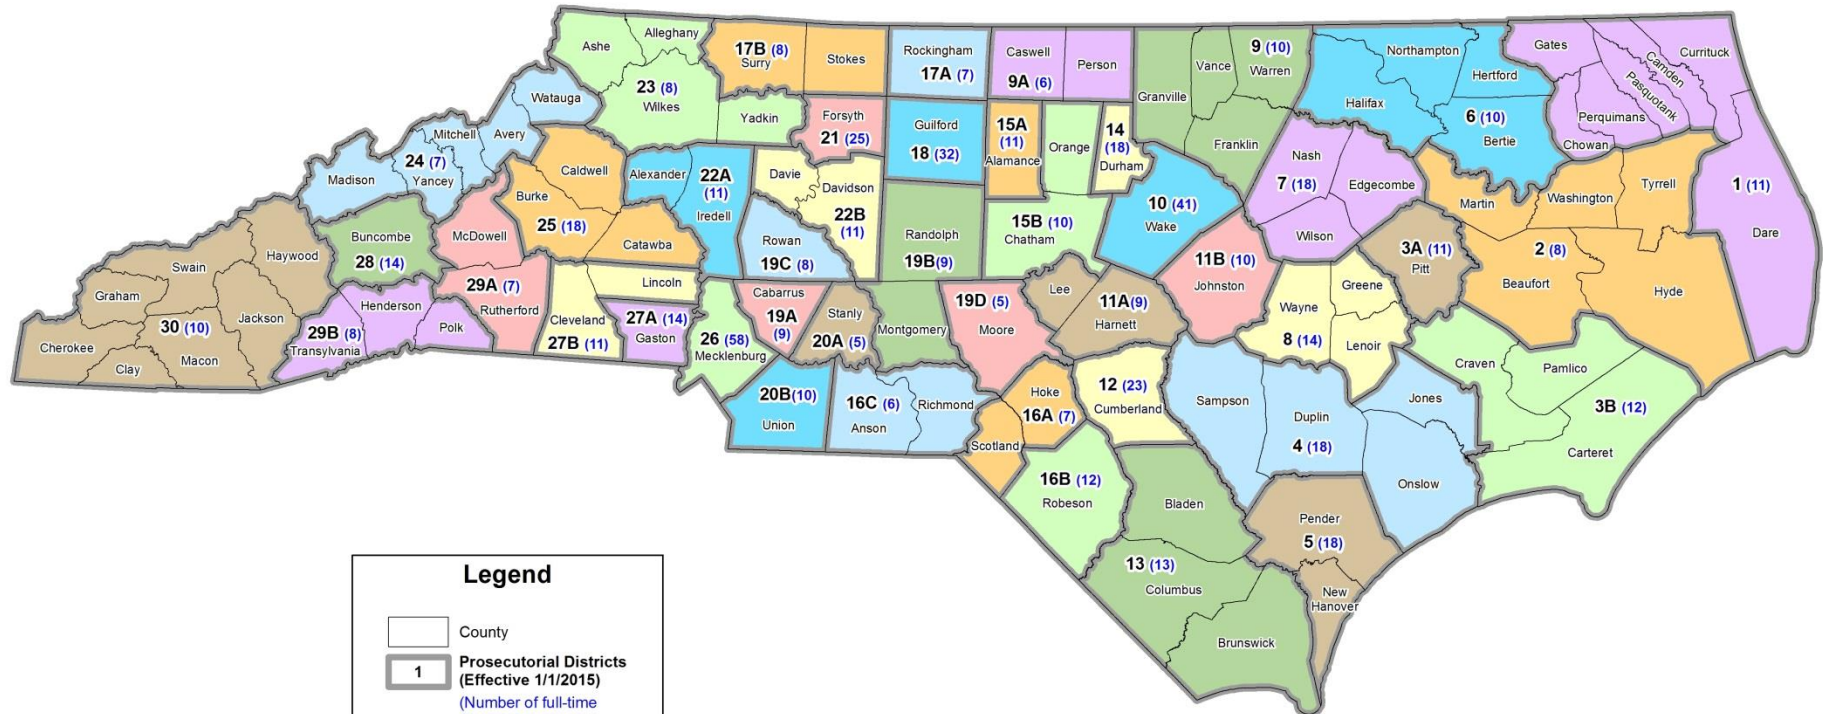 Ashe
Alleghany
23 (8)
Wilkes
Yadkin
17B (8)
Surry
Stokes
Rockingham
17A (7)
Caswell
9A (6)
Person
Granville
Vance
9 (10)
Warren
Franklin
Northampton
Halifax
Hertford
6 (10)
Bertie
Gates
Currituck
Camden
Pasquotank
Perquimans
Chowan
1 (11)
Dare
Watauga
Mitchell
Avery
24 (7)
Yancey
Madison
Caldwell
Burke
25 (18)
Catawba
Alexander
22A
(11)
Iredell
Forsyth
21 (25)
Davie
Davidson
22B
(11)
Guilford
18 (32)
15A
(11)
Alamance
Orange
14
(18)
Durham
15B (10)
Chatham
10 (41)
Wake
Nash
7 (18)
Edgecombe
Wilson
Martin
Washington
Tyrrell
2 (8)
Beaufort
Hyde
Swain
Haywood
Graham
Jackson
30 (10)
Macon
Cherokee
Clay
Buncombe
28 (14)
McDowell
29A (7)
Rutherford
Henderson
29B (8)
Transylvania
Polk
Lincoln
Cleveland
27B (11)
27A (14)
Gaston
Rowan
19C (8)
Cabarrus
19A
(9)
26 (58)
Mecklenburg
Stanly
20A (5)
Randolph
19B(9)
Montgomery
19D (5)
Moore
Lee
11A(9)
Harnett
11B (10)
Johnston
Wayne
8 (14)
Greene
Lenoir
3A (11)
Pitt
Craven
Pamlico
3B (12)
Carteret
20B(10)
Union
16C (6)
Anson
Richmond
Hoke
16A (7)
Scotland
12 (23)
Cumberland
Sampson
Duplin
4 (18)
Jones
Onslow
16B (12)
Robeson
Bladen
13 (13)
Columbus
Brunswick
Pender
5 (18)
New
Hanover
Legend
County
1
Prosecutorial Districts
(Effective 1/1/2015)
(Number of full-time